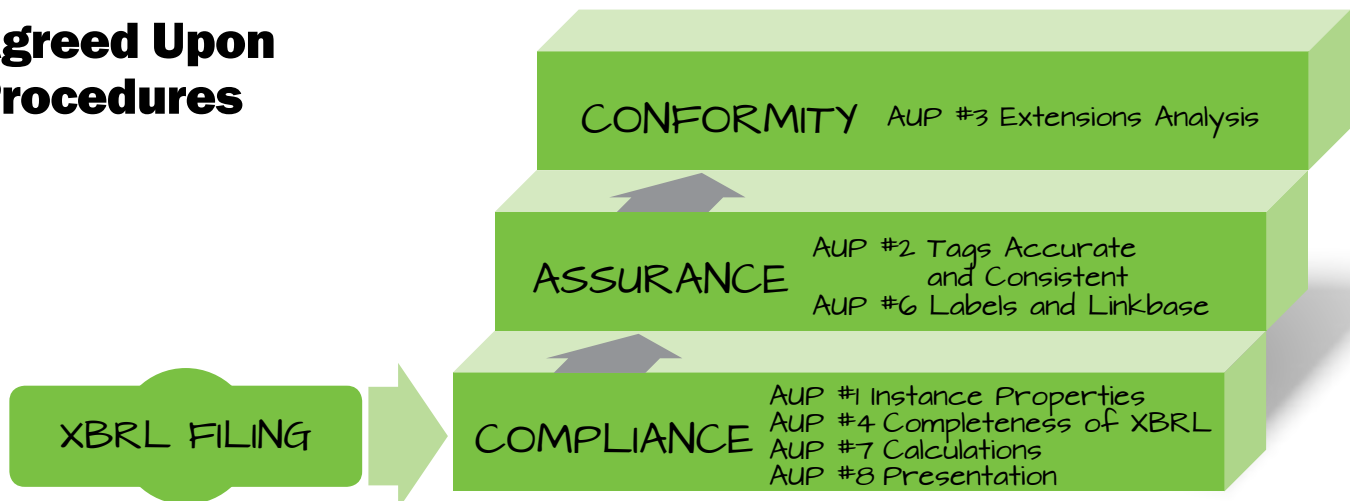 greed Upon
rocedures
CONFORMITY AUP #3 Extensions Analysis
ASSURANCE AUP #2 Tags Accurate
and Consistent
AUP #6 Labels and Linkbase
XBRL FILING
COMPLIANCE AUP #1 Instance Properties
AUP #4 Completeness of XBRL
AUP #7 Calculations
AUP #8 Presentation